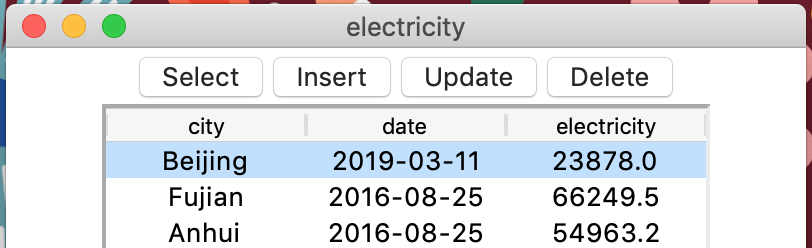 electricity
Select Insert Update Delete
city date electricity
Beijing 2019-03-11 23878.0
Fujian 2016-08-25 66249.5
Anhui 2016-08-25 54963.2